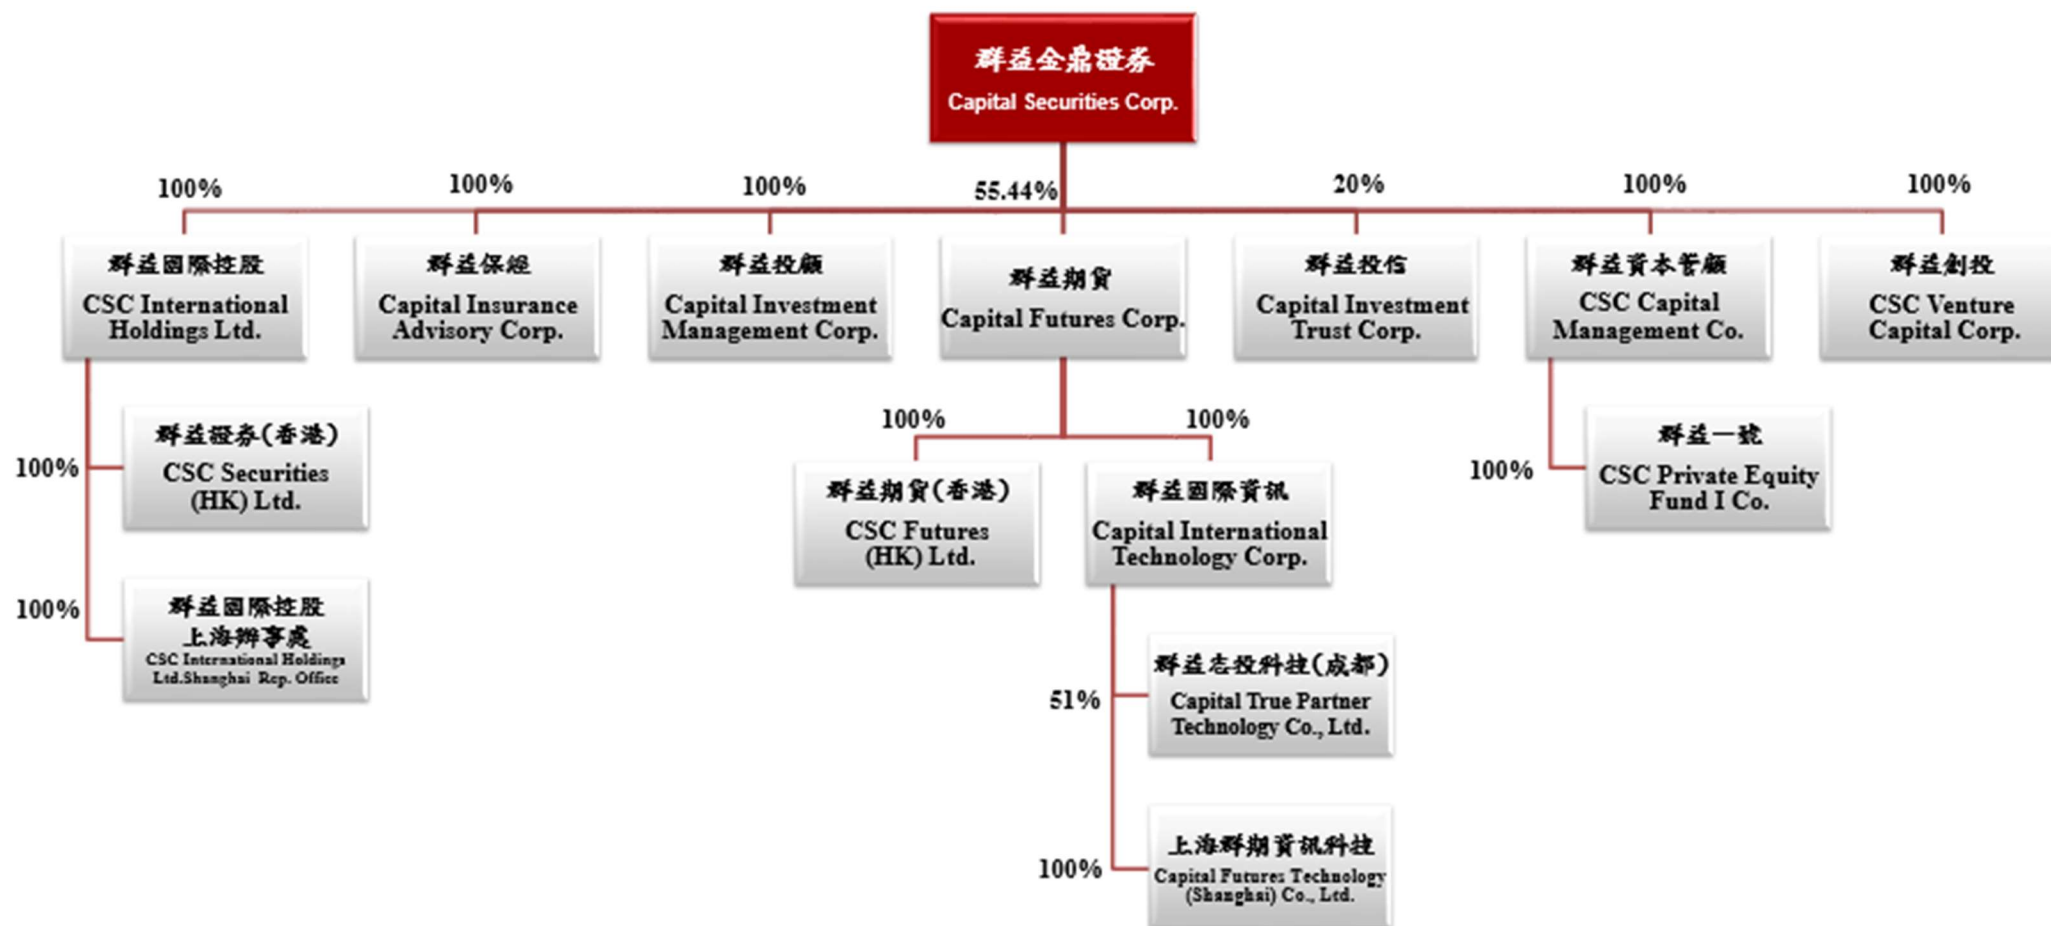 群益金鼎證券
Capital Securities Corp.
100%
100%
100%
55.44%
20%
100%
100%
群益國際控股
CSC International
Holdings Ltd.
群益保經
Capital Insurance
Advisory Corp.
群益投顧
Capital Investment
Management Corp.
群益期貨
Capital Futures Corp.
群益投信
Capital Investment
Trust Corp.
群益資本管顧
CSC Capital
Management Co.
群益創投
CSC Venture
Capital Corp.
100%
群益證券(香港)
CSC Securities
(HK) Ltd.
100%
群益國際控股
上海辦事處
CSC International Holdings
Ltd.Shanghai Rep. Office
100%
100%
群益期貨(香港)
CSC Futures
(HK) Ltd.
群益國際資訊
Capital International
Technology Corp.
51%
群益志投科技(成都)
Capital True Partner
Technology Co., Ltd.
100%
上海群期資訊科技
Capital Futures Technology
(Shanghai) Co., Ltd.
100%
群益一號
CSC Private Equity
Fund I Co.